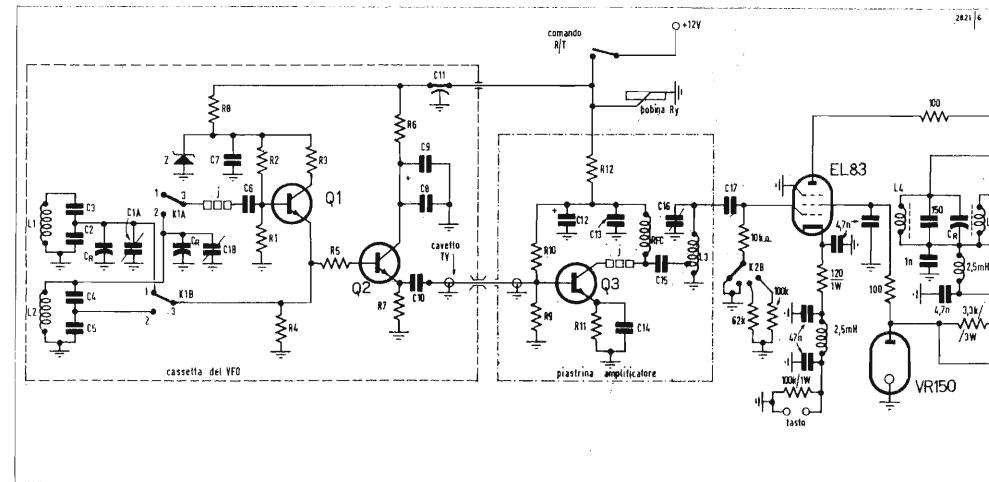 2821/6
+12V
comando
R/T
C11
bobina Ry
100
R8
R6
EL83
Z
C7
R2
R3
C9
C8
R12
C17
L4
1
3
j
C6
Q1
2
K1A
C12
C13
C16
4,7n
150
CR
L1
C3
C1A
C2
CR
CR
C1B
R1
R5
cavetto
TV
R10
RFC
L3
10kΩ
120
1W
1n
2,5mH
Q2
C10
j
C15
K2B
100k
100
L2
C4
1
K1B
3
2
C5
R4
R7
R9
Q3
R11
C14
62k
47n
2,5mH
4,7n
3,3k/
/3W
cassetta del VFO
piastrina amplificatore
100k/1W
tasto
VR150